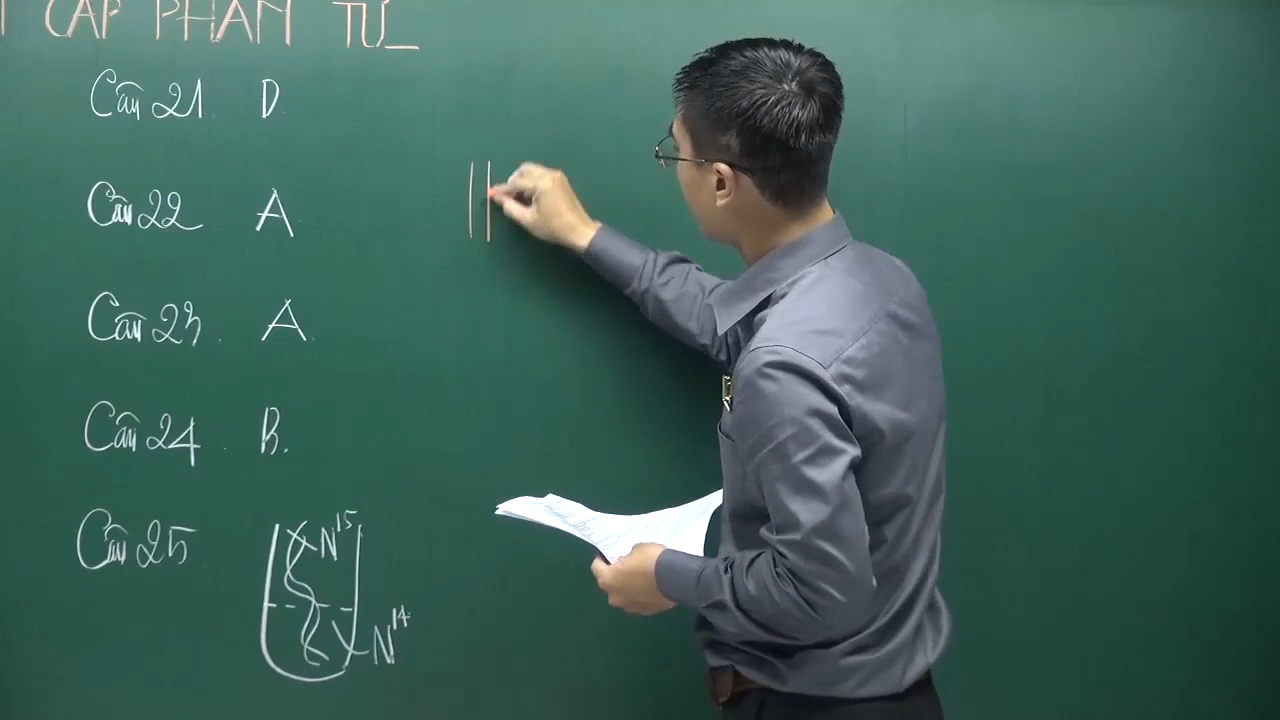 CẤP PHÂN TỬ
Câu 21 D
Câu 22 A
Câu 23. A.
Câu 24. B.
Câu 25
N15
N14